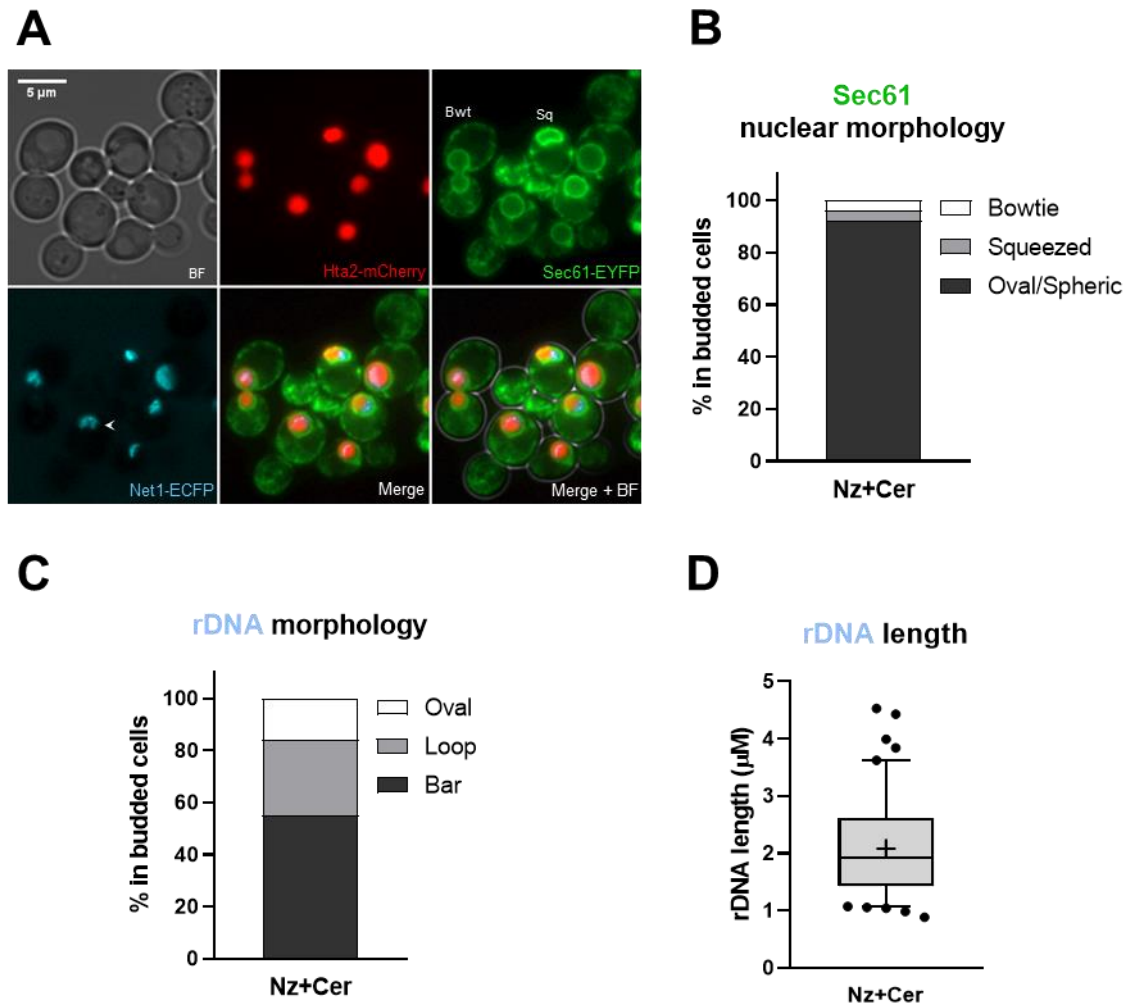 A
5 μm
BF
Hta2-mCherry
Bwt
Sq
Sec61-EYFP
Net1-ECFP
Merge
Merge + BF
B
Sec61
nuclear morphology
% in budded cells
100
80
60
40
20
0
Bowtie
Squeezed
Oval/Spheric
Nz+Cer
C
rDNA morphology
% in budded cells
100
80
60
40
20
0
Oval
Loop
Bar
Nz+Cer
D
rDNA length
rDNA length (μM)
5
4
3
2
1
0
Nz+Cer